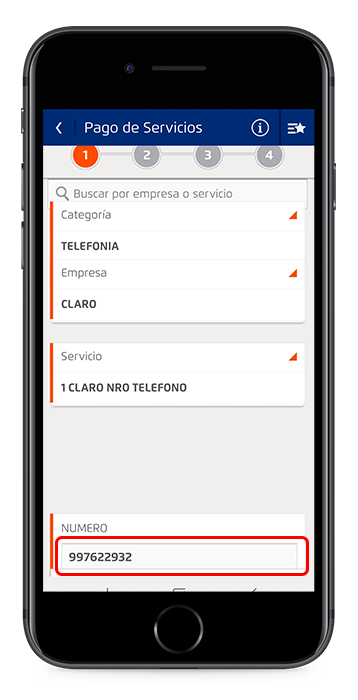 Pago de Servicios
1 2 3 4
Buscar por empresa o servicio
Categoría
TELEFONIA
Empresa
CLARO
Servicio
1 CLARO NRO TELEFONO
NUMERO
997622932